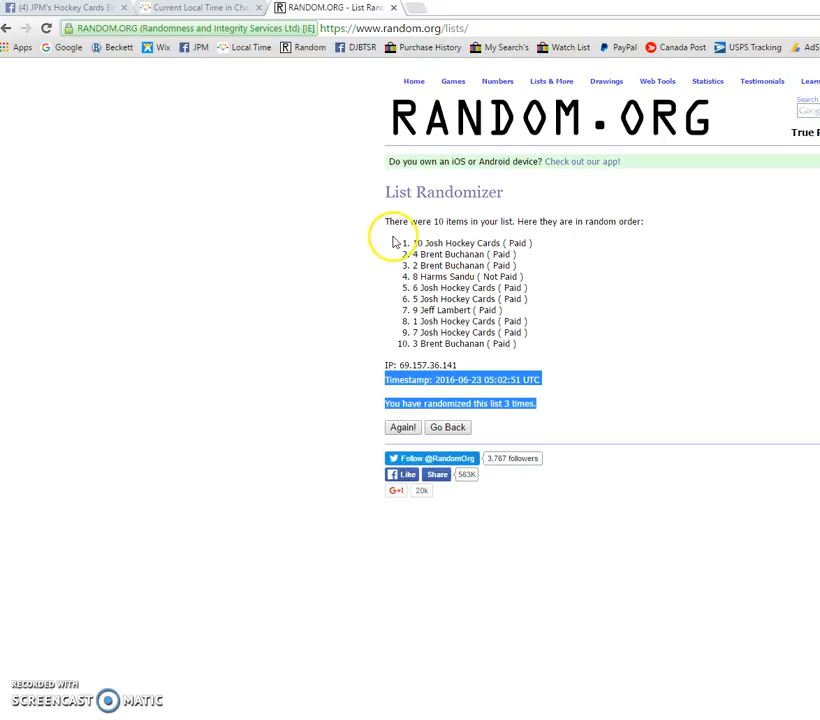 (4) JPM's Hockey Cards
Current Local Time in
RANDOM.ORG - List
RANDOM.ORG (Randomness and Integrity Services Ltd) [IE]
https://www.random.org/lists/
Apps
Google
Beckett
Wix
JPM
Local Time
Random
DJBTSR
Purchase History
My Search's
Watch List
PayPal
Canada Post
USPS Tracking
Home
Games
Numbers
Lists & More
Drawings
Web Tools
Statistics
Testimonials
Search
RANDOM.ORG
True
Do you own an iOS or Android device? Check out our app!
List Randomizer
There were 10 items in your list. Here they are in random order:
1. 10 Josh Hockey Cards ( Paid )
2. 4 Brent Buchanan ( Paid )
3. 2 Brent Buchanan ( Paid )
4. 8 Harms Sandu ( Not Paid )
5. 6 Josh Hockey Cards ( Paid )
6. 5 Josh Hockey Cards ( Paid )
7. 9 Jeff Lambert ( Paid )
8. 1 Josh Hockey Cards ( Paid )
9. 7 Josh Hockey Cards ( Paid )
10. 3 Brent Buchanan ( Paid )
IP: 69.157.36.141
Timestamp: 2016-06-23 05:02:51 UTC
You have randomized this list 3 times.
Again!
Go Back
Follow @RandomOrg
3,767 followers
Like
Share
563K
G+1
20k
RECORDED WITH
SCREENCAST MATIC